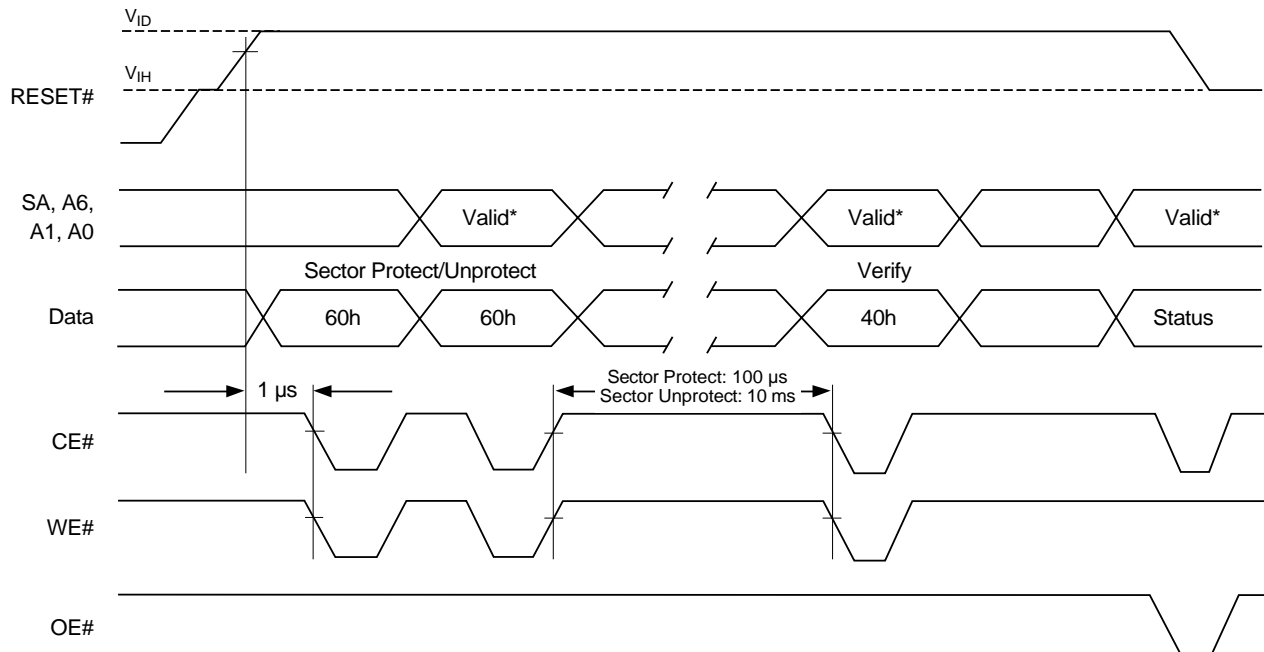 VID
VIH
RESET#
SA, A6,
A1, A0
Valid*
Valid*
Valid*
Sector Protect/Unprotect
Verify
Data
60h
60h
40h
Status
1 µs
Sector Protect: 100 µs
Sector Unprotect: 10 ms
CE#
WE#
OE#